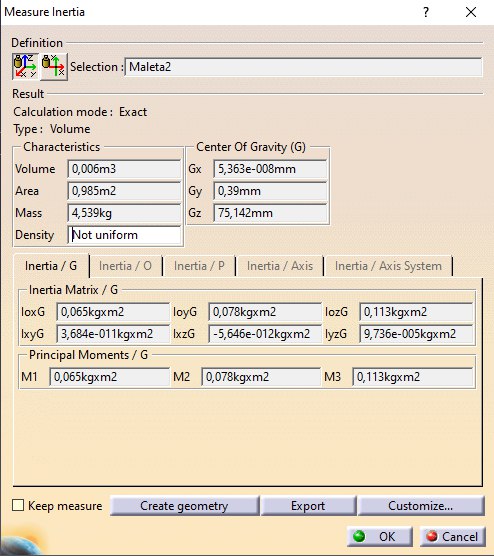 Measure Inertia
Definition
Selection : Maleta2
Result
Calculation mode : Exact
Type : Volume
Characteristics Center Of Gravity (G)
Volume 0,006m3 Gx 5,363e-008mm
Area 0,985m2 Gy 0,39mm
Mass 4,539kg Gz 75,142mm
Density Not uniform
Inertia / G Inertia / O Inertia / P Inertia / Axis Inertia / Axis System
Inertia Matrix / G
IoxG 0,065kgxm2 IoyG 0,078kgxm2 IozG 0,113kgxm2
IxyG 3,684e-011kgxm2 IxzG -5,646e-012kgxm2 IyzG 9,736e-005kgxm2
Principal Moments / G
M1 0,065kgxm2 M2 0,078kgxm2 M3 0,113kgxm2
Keep measure Create geometry Export Customize...
OK Cancel